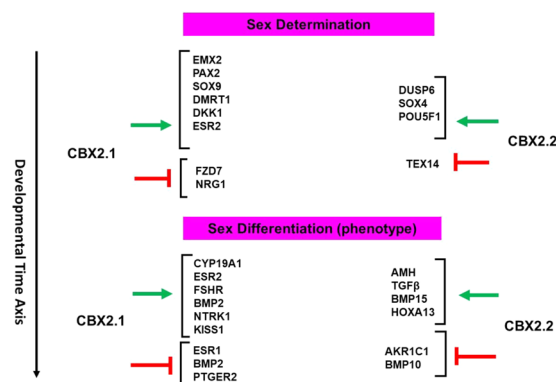 Sex Determination
EMX2
PAX2
SOX9
DMRT1
DKK1
ESR2
DUSP6
SOX4
POU5F1
CBX2.1
CBX2.2
FZD7
NRG1
TEX14
Developmental Time Axis
Sex Differentiation (phenotype)
CYP19A1
ESR2
FSHR
BMP2
NTRK1
KISS1
AMH
TGFβ
BMP15
HOXA13
CBX2.1
CBX2.2
ESR1
BMP2
PTGER2
AKR1C1
BMP10